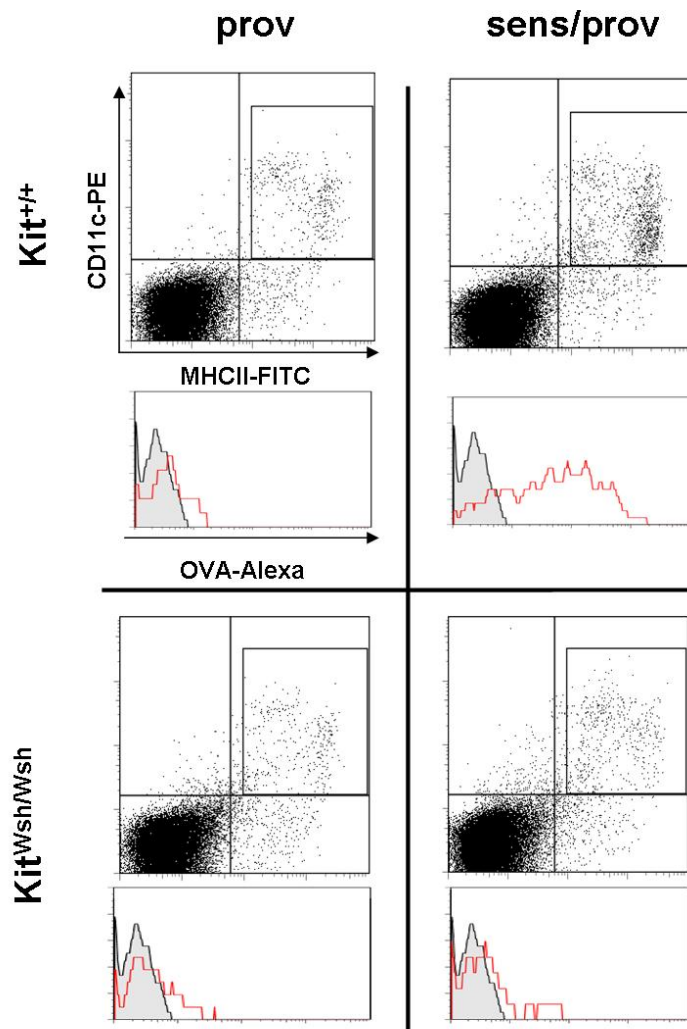 prov
sens/prov
Kit+/+
CD11c-PE
MHCII-FITC
OVA-Alexa
KitWsh/Wsh